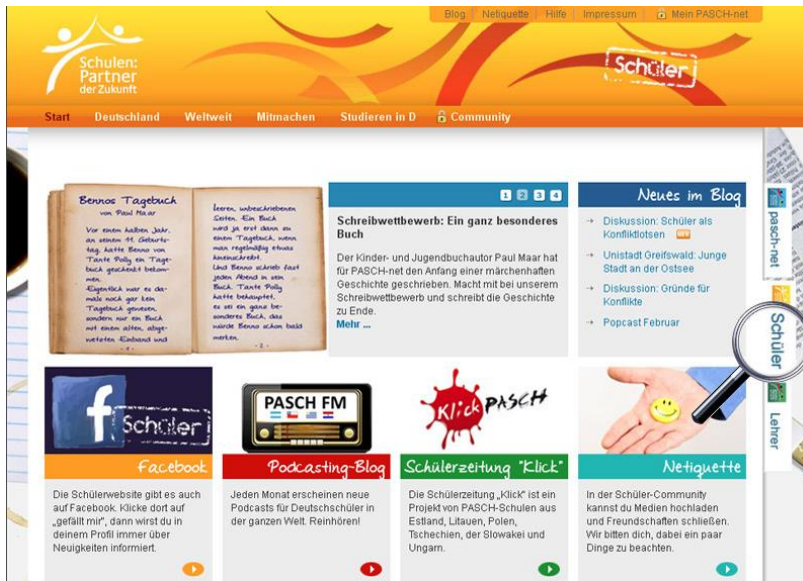 Blog | Netiquette | Hilfe | Impressum | Mein PASCH-net
Schulen:
Partner
der Zukunft
Schüler
Start Deutschland Weltweit Mitmachen Studieren in D Community
Bennos Tagebuch
von Paul Maar
Vor einem halben Jahr,
an seinem 11. Geburts-
tag, hatte Benno von
Tante Polly ein Tage-
buch geschenkt bekom-
men.
Eigentlich war es da-
mals noch gar kein
Tagebuch gewesen,
sondern nur ein Buch
mit einem alten, abge-
wetzten Einband und
- 1 -
leeren, unbeschriebenen
Seiten. Ein Buch
wird ja erst dann zu
einem Tagebuch, wenn
man regelmäßig etwas
hineinschreibt.
Und Benno schrieb fast
jeden Abend in sein
Buch. Tante Polly
hatte behauptet,
es sei ein ganz be-
sonderes Buch, das
würde Benno schon bald
merken.
- 2 -
1 2 3 4
Schreibwettbewerb: Ein ganz besonderes
Buch
Der Kinder- und Jugendbuchautor Paul Maar hat
für PASCH-net den Anfang einer märchenhaften
Geschichte geschrieben. Macht mit bei unserem
Schreibwettbewerb und schreibt die Geschichte
zu Ende.
Mehr ...
Neues im Blog
Diskussion: Schüler als
Konfliktlotsen
Unistadt Greifswald: Junge
Stadt an der Ostsee
Diskussion: Gründe für
Konflikte
Popcast Februar
pasch-net
Schüler
Lehrer
f Schüler
Facebook
Die Schülerwebsite gibt es auch
auf Facebook. Klicke dort auf
„gefällt mir", dann wirst du in
deinem Profil immer über
Neuigkeiten informiert.
PASCH FM
Podcasting-Blog
Jeden Monat erscheinen neue
Podcasts für Deutschschüler in
der ganzen Welt. Reinhören!
Klick PASCH
Schülerzeitung "Klick"
Die Schülerzeitung „Klick" ist ein
Projekt von PASCH-Schulen aus
Estland, Litauen, Polen,
Tschechien, der Slowakei und
Ungarn.
Netiquette
In der Schüler-Community
kannst du Medien hochladen
und Freundschaften schließen.
Wir bitten dich, dabei ein paar
Dinge zu beachten.